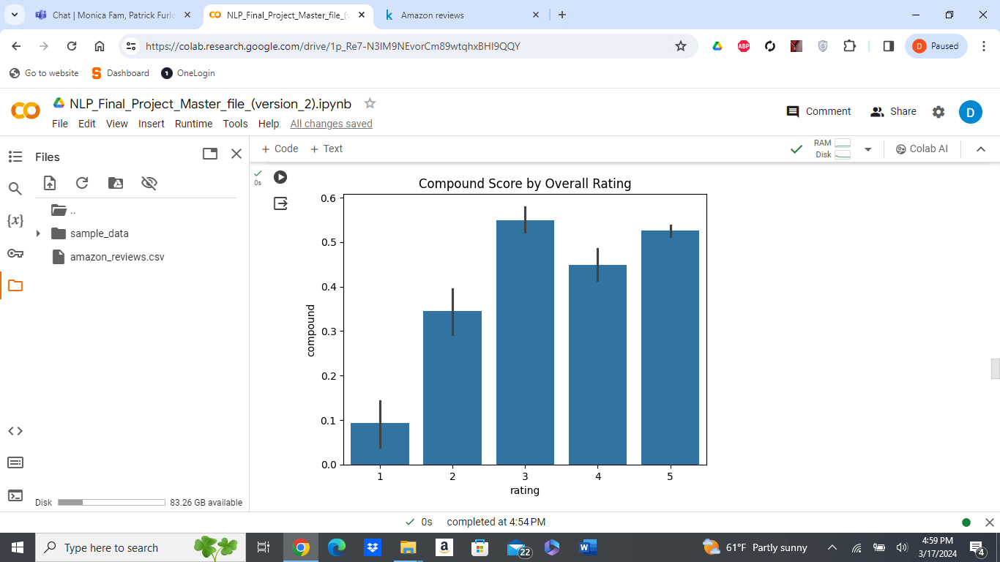 Chat | Monica Fam, Patrick Furlo
NLP_Final_Project_Master_file_(v
Amazon reviews
https://colab.research.google.com/drive/1p_Re7-N3IM9NEvorCm89wtqhxBHI9QQY
ABP
D Paused
Go to website
S Dashboard
1 OneLogin
CO NLP_Final_Project_Master_file_(version_2).ipynb
Comment
Share
D
File Edit View Insert Runtime Tools Help All changes saved
Files
+ Code + Text
RAM
Disk
Colab AI
{x}
..
sample_data
amazon_reviews.csv
0s
Compound Score by Overall Rating
0.6
0.5
0.4
0.3
0.2
0.1
0.0
compound
1 2 3 4 5
rating
Disk 83.26 GB available
0s completed at 4:54 PM
Type here to search
a
22
W
61°F Partly sunny
4:59 PM
3/17/2024
4